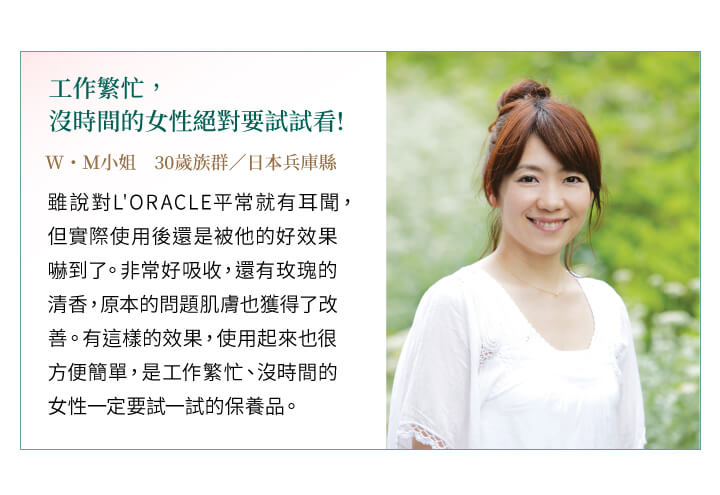 工作繁忙，
沒時間的女性絕對要試試看!
W・M小姐　30歲族群／日本兵庫縣
雖說對L'ORACLE平常就有耳聞，
但實際使用後還是被他的好效果
嚇到了。非常好吸收，還有玫瑰的
清香，原本的問題肌膚也獲得了改
善。有這樣的效果，使用起來也很
方便簡單，是工作繁忙、沒時間的
女性一定要試一試的保養品。